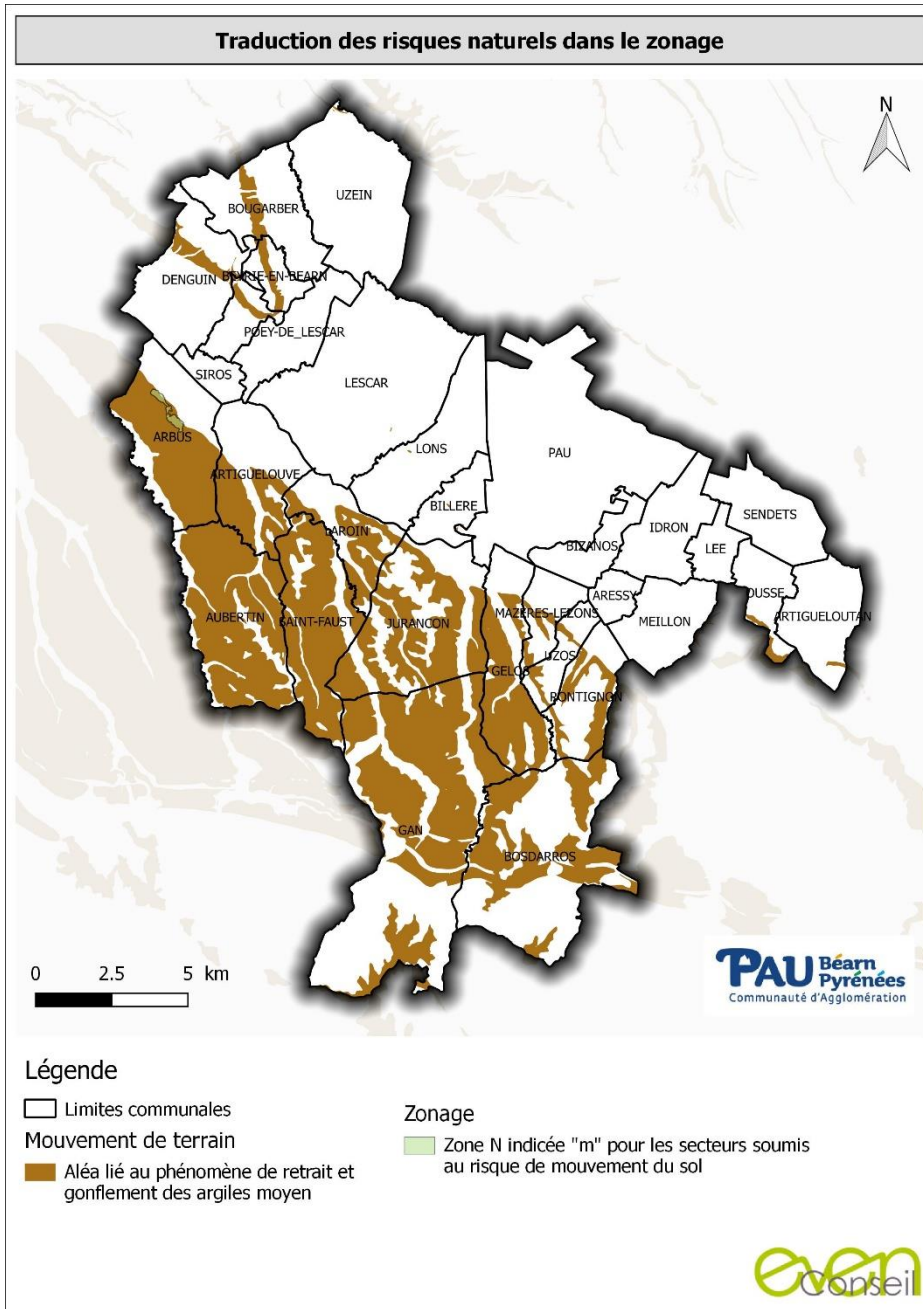 Traduction des risques naturels dans le zonage
N
UZEIN
BOUGARBER
BEYRIE-EN-BEARN
DENGUIN
POEY-DE_LESCAR
SIROS
LESCAR
ARBUS
LONS
PAU
ARTIGUELOUVE
BILLERE
SENDETS
IDRON
LAROIN
BIZANOS
LEE
ARESSY
OUSSE
AUBERTIN
SAINT-FAUST
JURANCON
MAZERES-LEZONS
MEILLON
ARTIGUELOUTAN
UZOS
GELOS
RONTIGNON
GAN
BOSDARROS
0 2.5 5 km
PAU Béarn
Pyrénées
Communauté d'Agglomération
Légende
Limites communales
Mouvement de terrain
Aléa lié au phénomène de retrait et
gonflement des argiles moyen
Zonage
Zone N indicée "m" pour les secteurs soumis
au risque de mouvement du sol
even
Conseil